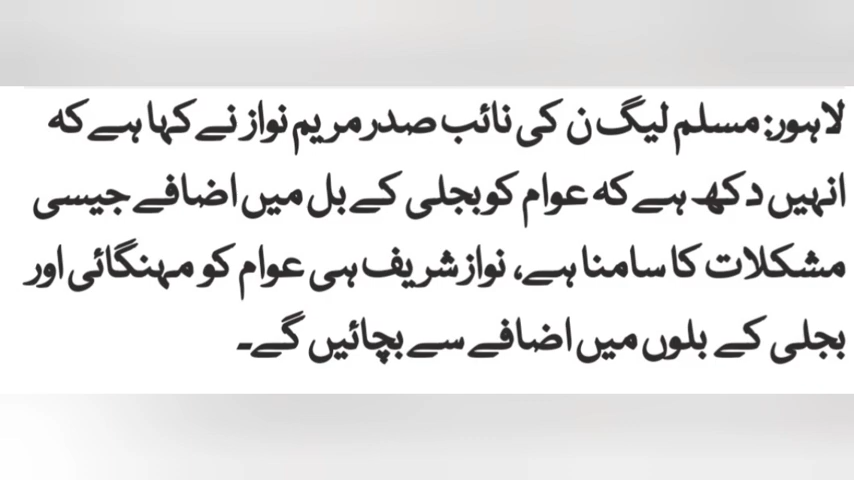 لاہور: مسلم لیگ ن کی نائب صدر مریم نواز نے کہا ہے کہ
انہیں دکھ ہے کہ عوام کو بجلی کے بل میں اضافے جیسی
مشکلات کا سامنا ہے، نواز شریف ہی عوام کو مہنگائی اور
بجلی کے بلوں میں اضافے سے بچائیں گے۔